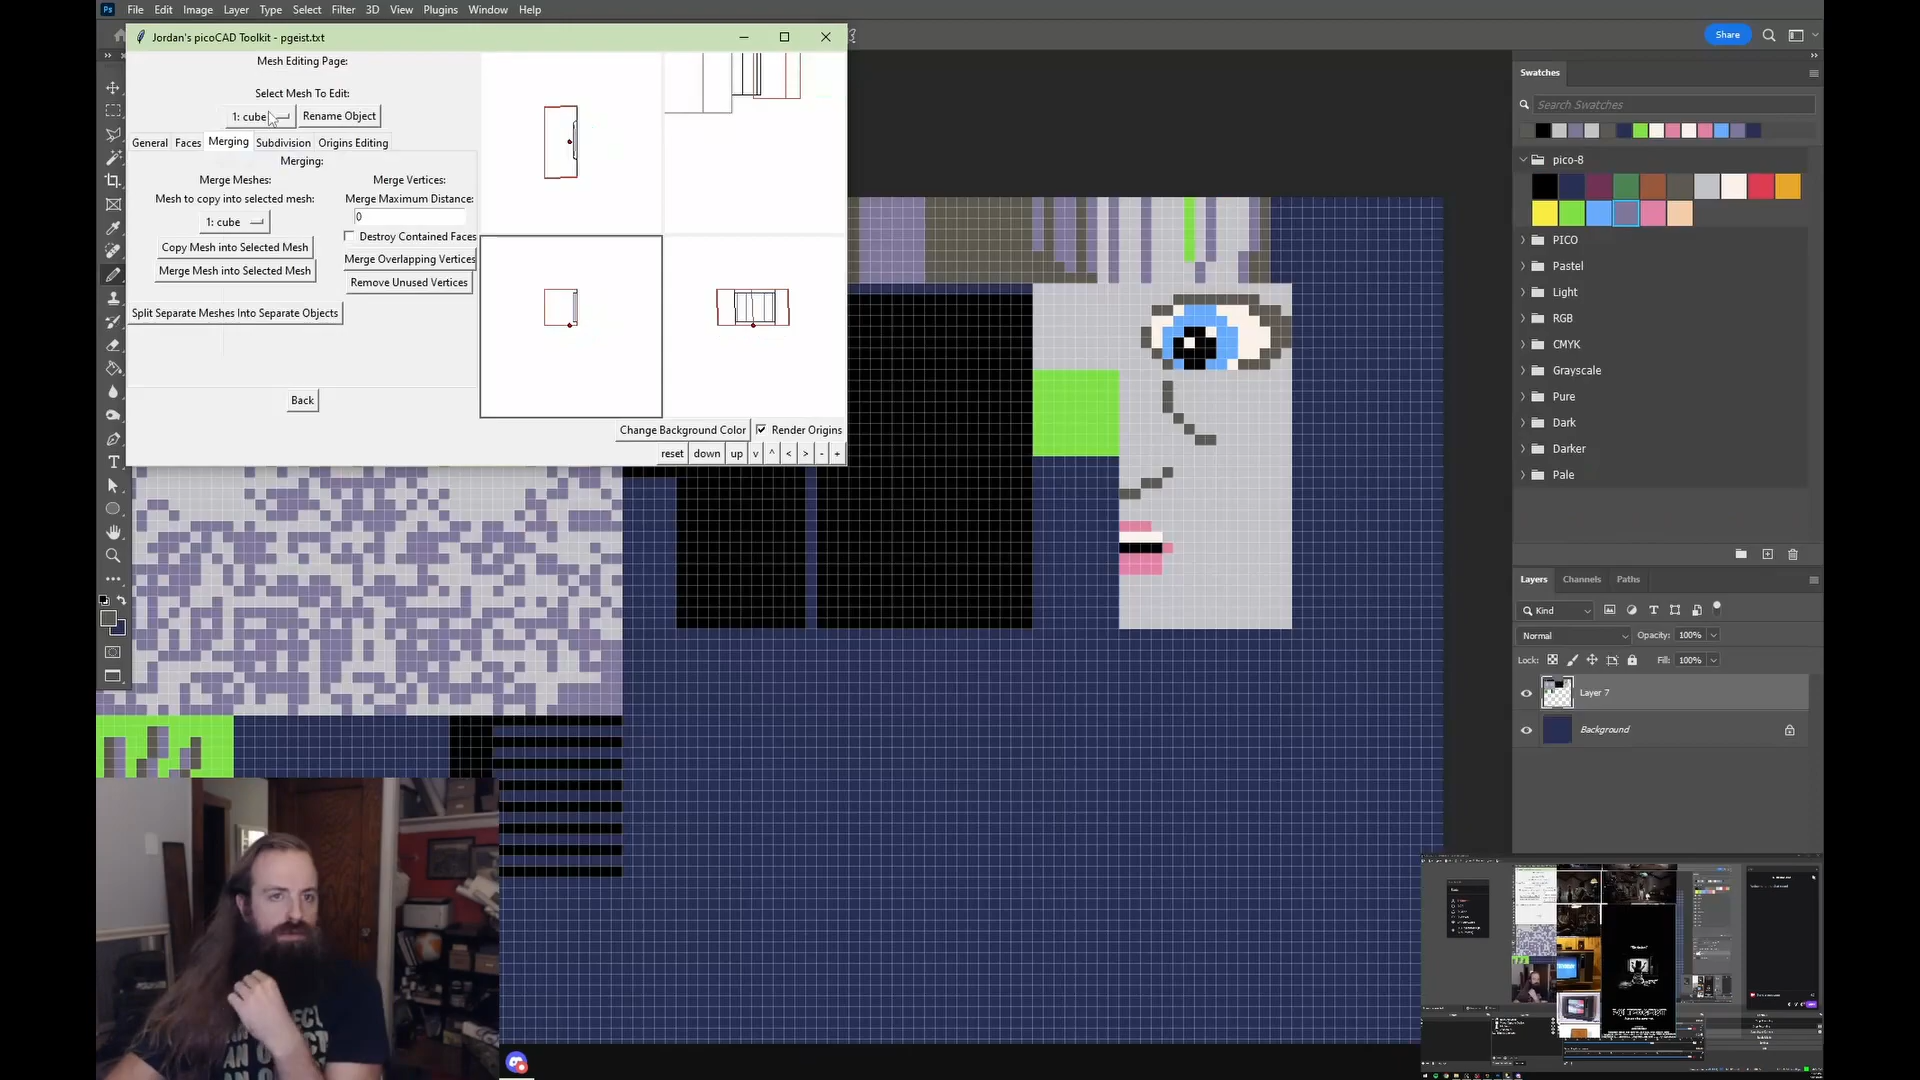 Ps File Edit Image Layer Type Select Filter 3D View Plugins Window Help
Jordan's picoCAD Toolkit - pgeist.txt
Share
Mesh Editing Page:
Select Mesh To Edit:
1: cube Rename Object
General Faces Merging Subdivision Origins Editing
Merging:
Merge Meshes: Merge Vertices:
Mesh to copy into selected mesh: Merge Maximum Distance:
1: cube 0
Destroy Contained Faces
Copy Mesh into Selected Mesh Merge Overlapping Vertices
Merge Mesh into Selected Mesh Remove Unused Vertices
Split Separate Meshes Into Separate Objects
Back
Change Background Color Render Origins
reset down up v ^ < > - +
Swatches
Search Swatches
pico-8
PICO
Pastel
Light
RGB
CMYK
Grayscale
Pure
Dark
Darker
Pale
Layers Channels Paths
Kind
Normal Opacity: 100%
Lock: Fill: 100%
Layer 7
Background